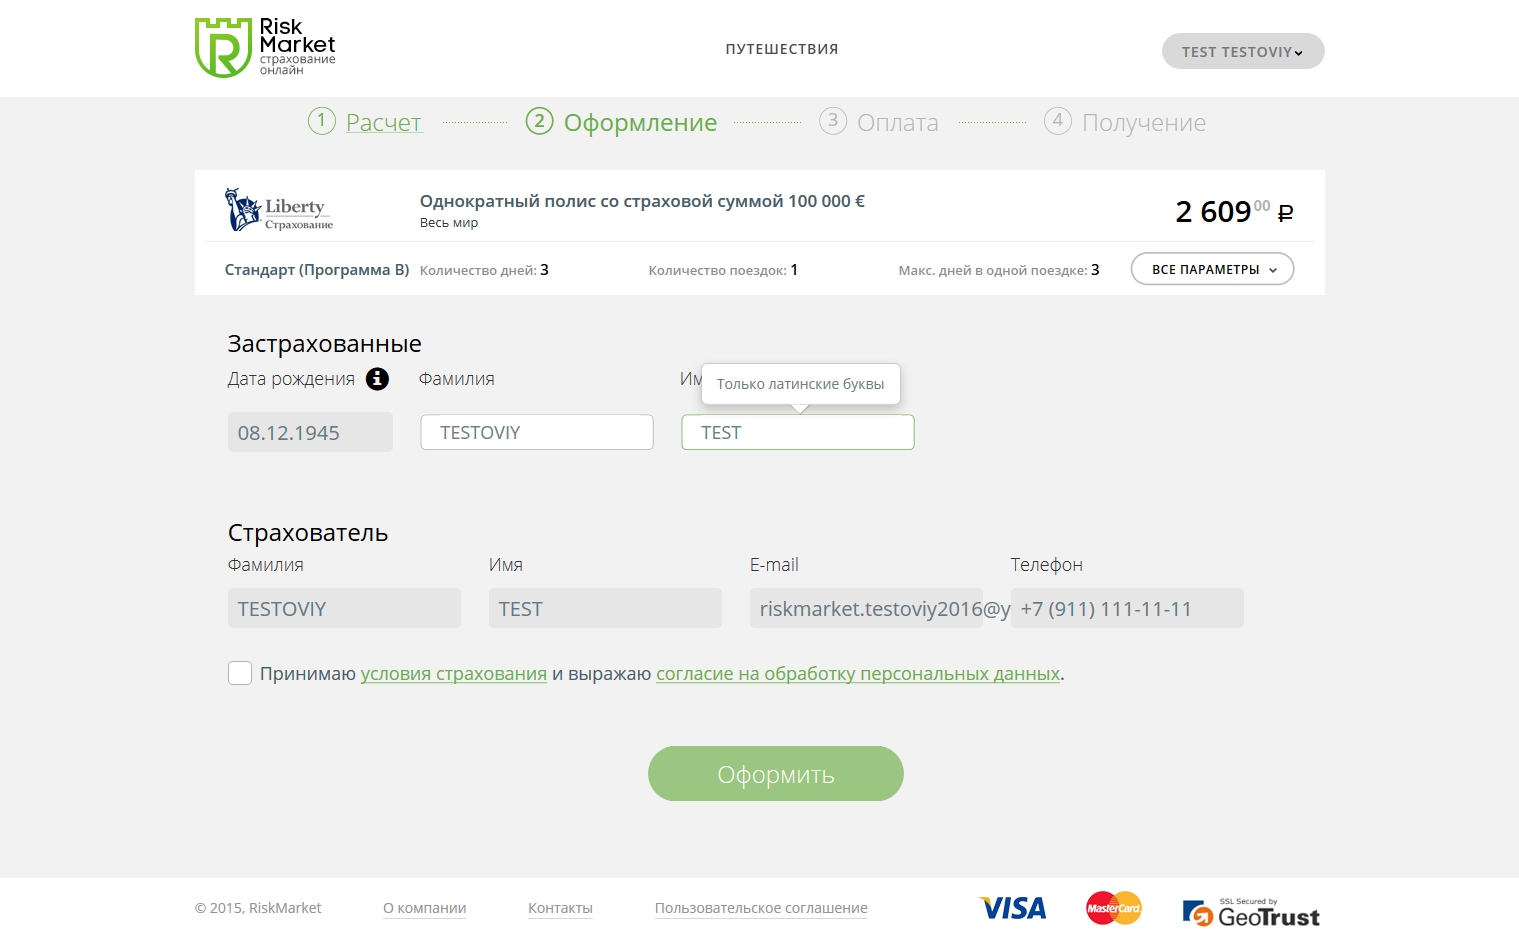 Risk
Market
страхование
онлайн
ПУТЕШЕСТВИЯ
TEST TESTOVIY
1 Расчет
2 Оформление
3 Оплата
4 Получение
Liberty
Страхование
Однократный полис со страховой суммой 100 000 €
Весь мир
2 609 00 ₽
Стандарт (Программа В)
Количество дней: 3
Количество поездок: 1
Макс. дней в одной поездке: 3
ВСЕ ПАРАМЕТРЫ
Застрахованные
Дата рождения
Фамилия
Им
Только латинские буквы
08.12.1945
TESTOVIY
TEST
Страхователь
Фамилия
Имя
E-mail
Телефон
TESTOVIY
TEST
riskmarket.testoviy2016@y
+7 (911) 111-11-11
Принимаю условия страхования и выражаю согласие на обработку персональных данных.
Оформить
© 2015, RiskMarket
О компании
Контакты
Пользовательское соглашение
VISA
MasterCard
SSL Secured by
GeoTrust